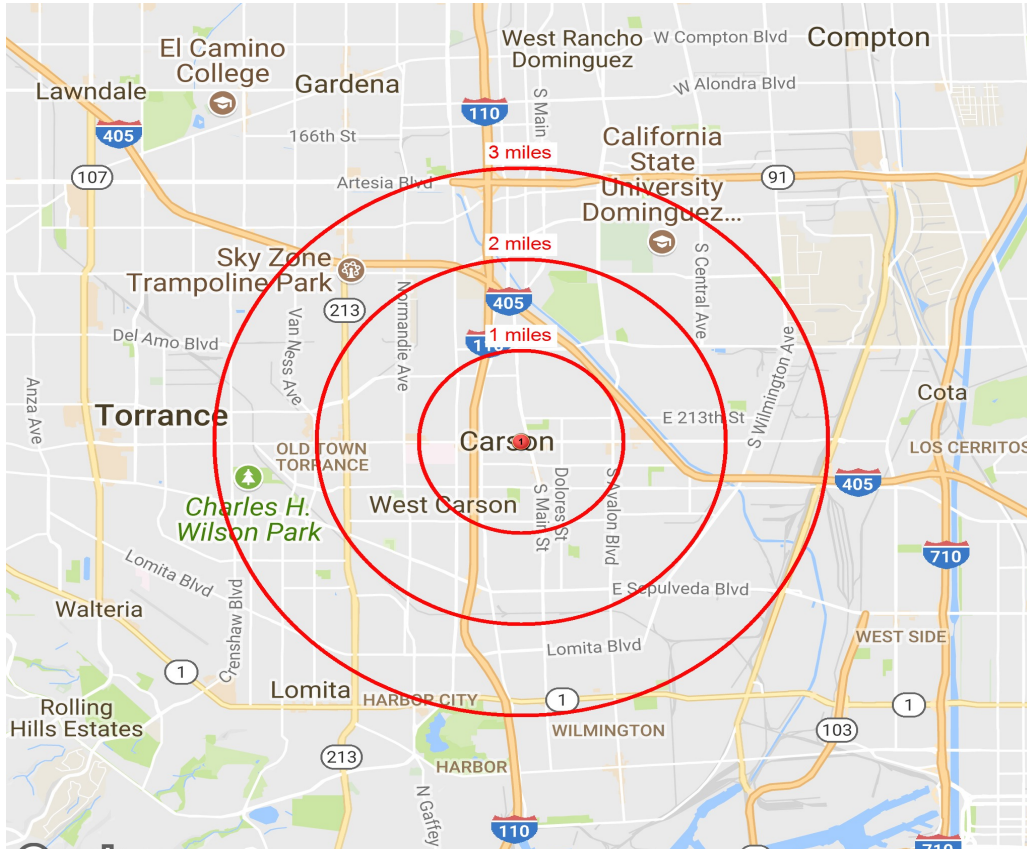 El Camino
College
West Rancho
Dominguez
W Compton Blvd
Compton
Lawndale
Gardena
W Alondra Blvd
405
110
S Main
166th St
California
State
University
Dominguez...
3 miles
107
Artesia Blvd
91
2 miles
Sky Zone
Trampoline Park
S Central Ave
405
213
Normandie Ave
Van Ness Ave
1 miles
110
Del Amo Blvd
S Wilmington Ave
Anza Ave
Torrance
Cota
E 213th St
Carson
1
OLD TOWN
TORRANCE
LOS CERRITOS
405
Charles H.
Wilson Park
West Carson
Dolores St
S Main St
S Avalon Blvd
710
Lomita Blvd
Crenshaw Blvd
E Sepulveda Blvd
Walteria
WEST SIDE
Lomita Blvd
1
Lomita
HARBOR CITY
1
1
Rolling
Hills Estates
WILMINGTON
103
213
HARBOR
N Gaffey
110
710